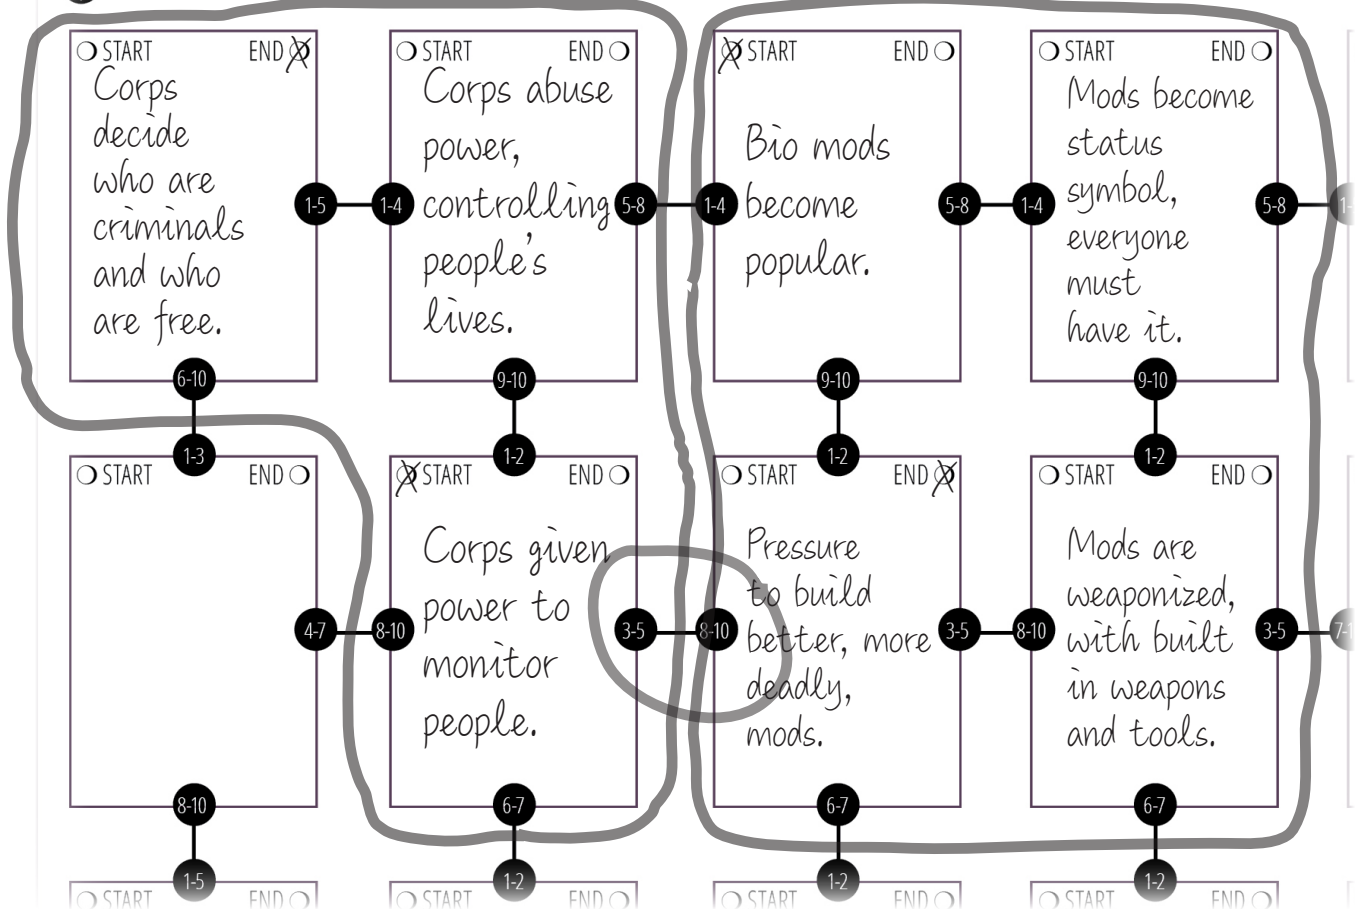 START END
Corps
decide
who are
criminals
and who
are free.
1-5
6-10
START END
Corps abuse
power,
controlling
people's
lives.
1-4
5-8
9-10
START END
Bio mods
become
popular.
1-4
5-8
9-10
START END
Mods become
status
symbol,
everyone
must
have it.
1-4
5-8
9-10
1-3
START END
4-7
8-10
1-2
START END
Corps given
power to
monitor
people.
8-10
3-5
6-7
1-2
START END
Pressure
to build
better, more
deadly,
mods.
8-10
3-5
6-7
1-2
START END
Mods are
weaponized,
with built
in weapons
and tools.
8-10
3-5
6-7
1-5
START END
1-2
START END
1-2
START END
1-2
START END